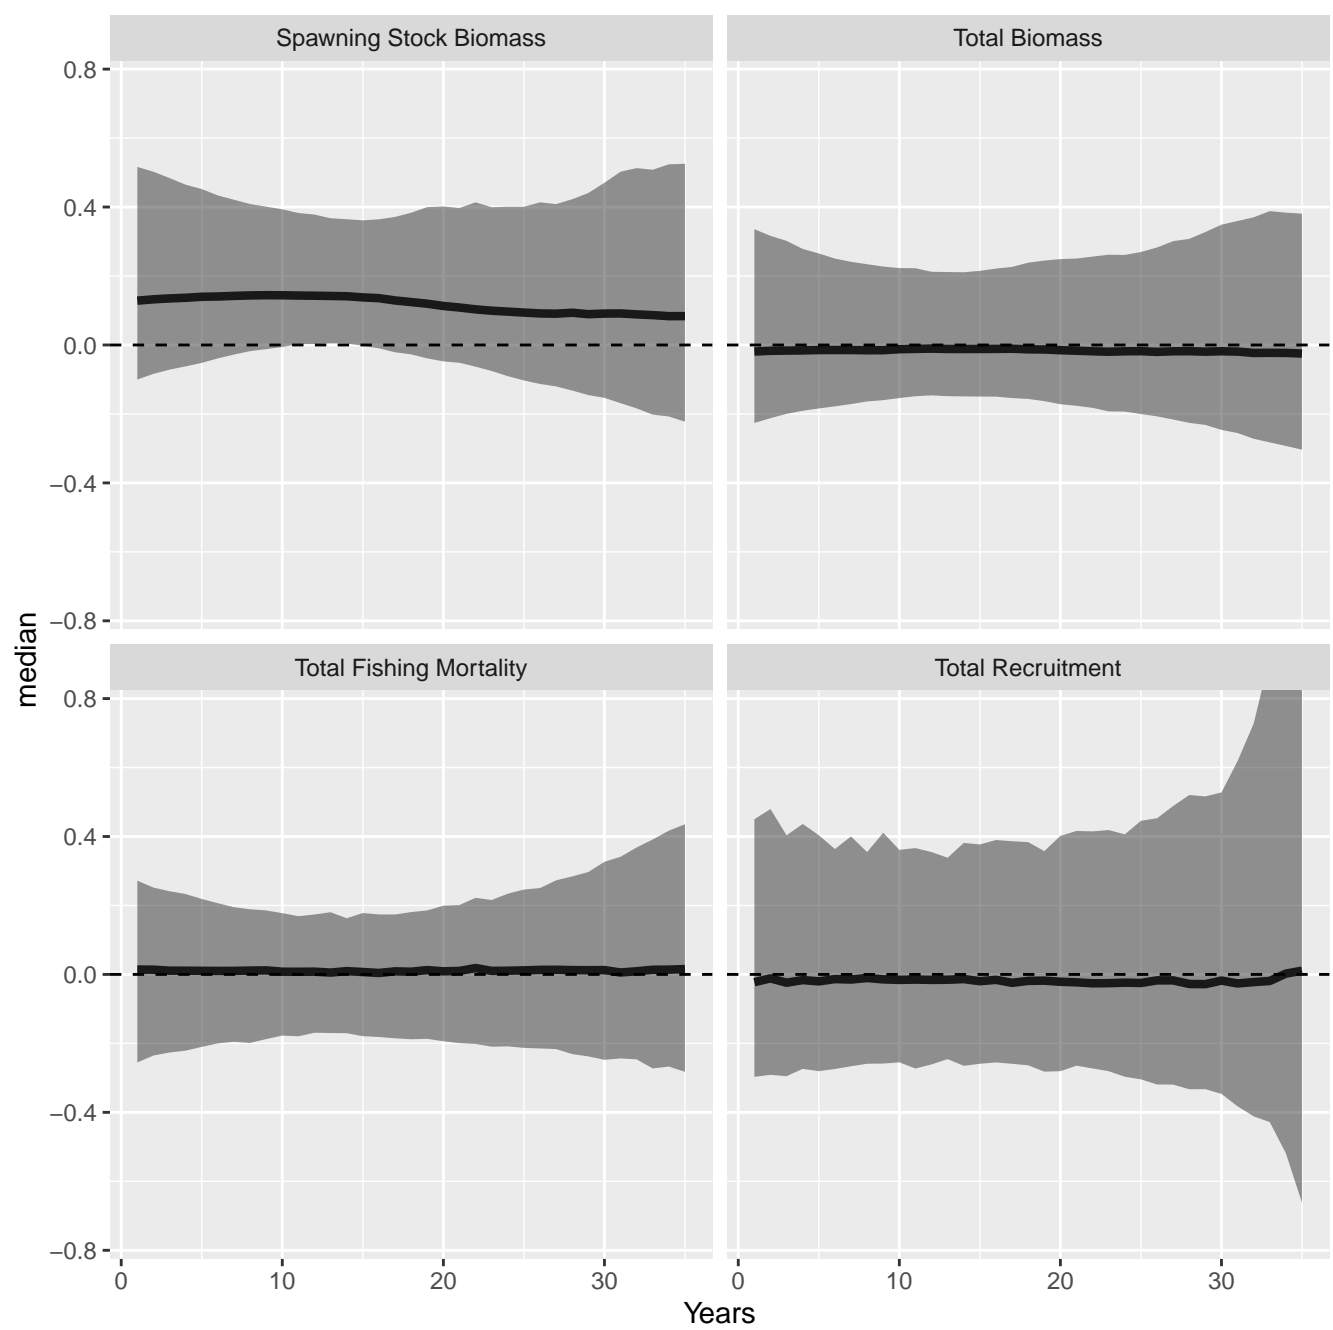 Spawning Stock Biomass
Total Biomass
0.8
0.4
0.0
−0.4
−0.8
median
Total Fishing Mortality
Total Recruitment
0.8
0.4
0.0
−0.4
−0.8
0 10 20 30
0 10 20 30
Years